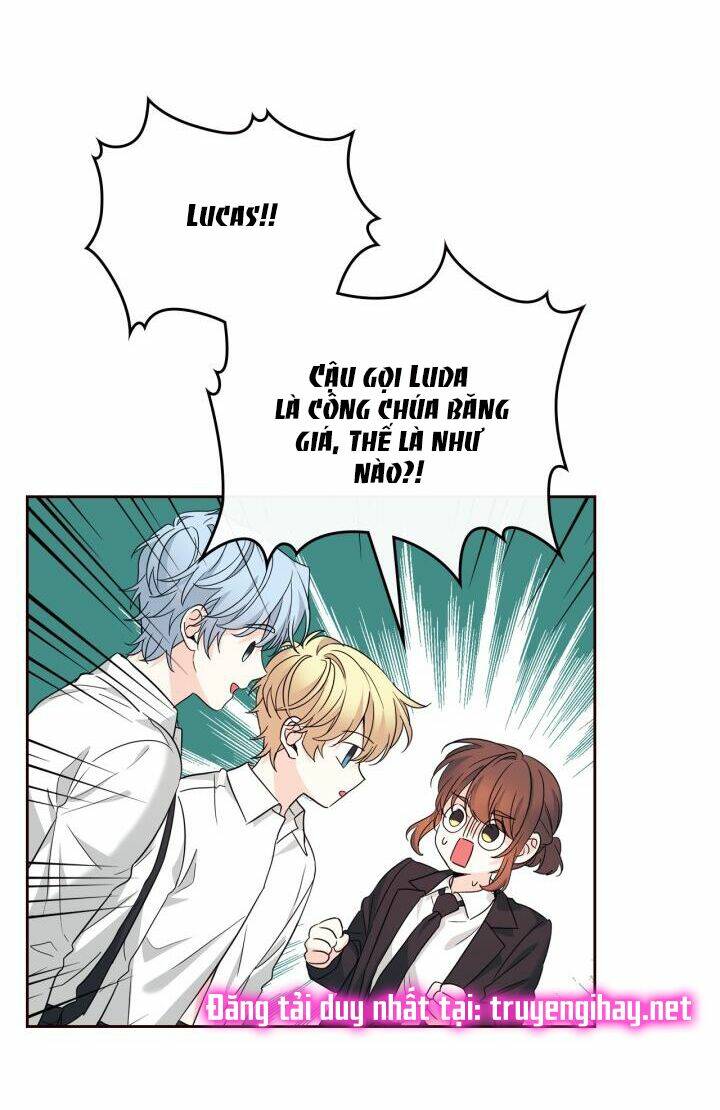 LUCAS!!
CẬU GỌI LUDA
LÀ CÔNG CHÚA BĂNG
GIÁ, THẾ LÀ NHƯ
NÀO?!
Đăng tải duy nhất tại: truyengihay.net